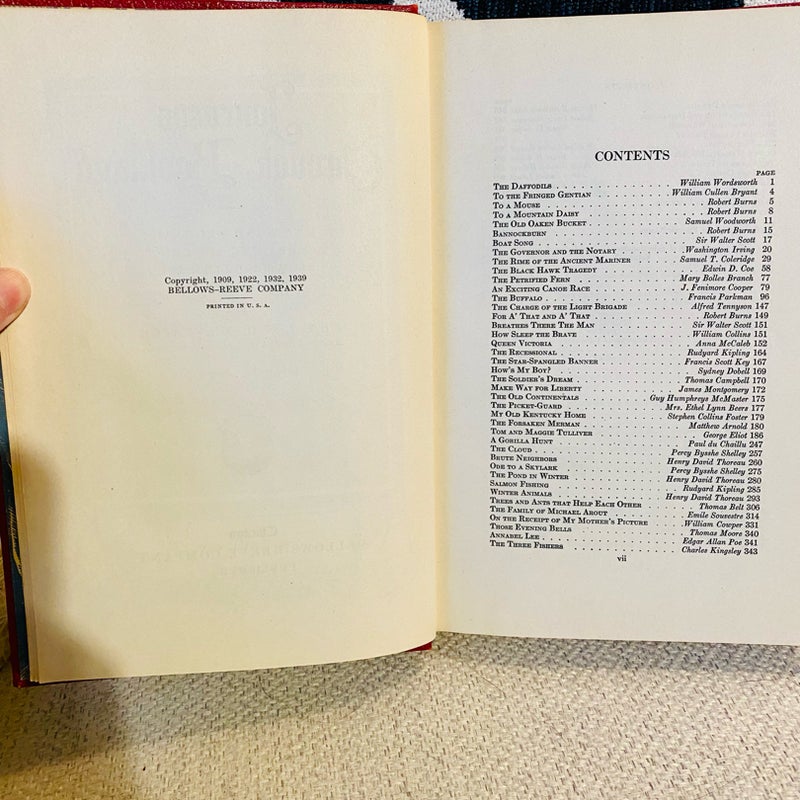 Copyright, 1909, 1922, 1932, 1939
BELLOWS-REEVE COMPANY
PRINTED IN U. S. A.
CONTENTS
PAGE
THE DAFFODILS . . . . . . . . . . William Wordsworth 1
TO THE FRINGED GENTIAN . . . . . . . . . . William Cullen Bryant 4
TO A MOUSE . . . . . . . . . . Robert Burns 5
TO A MOUNTAIN DAISY . . . . . . . . . . Robert Burns 8
THE OLD OAKEN BUCKET . . . . . . . . . . Samuel Woodworth 11
BANNOCKBURN . . . . . . . . . . Robert Burns 15
BOAT SONG . . . . . . . . . . Sir Walter Scott 17
THE GOVERNOR AND THE NOTARY . . . . . . . . . . Washington Irving 20
THE RIME OF THE ANCIENT MARINER . . . . . . . . . . Samuel T. Coleridge 29
THE BLACK HAWK TRAGEDY . . . . . . . . . . Edwin D. Coe 58
THE PETRIFIED FERN . . . . . . . . . . Mary Bolles Branch 77
AN EXCITING CANOE RACE . . . . . . . . . . J. Fenimore Cooper 79
THE BUFFALO . . . . . . . . . . Francis Parkman 96
THE CHARGE OF THE LIGHT BRIGADE . . . . . . . . . . Alfred Tennyson 147
FOR A' THAT AND A' THAT . . . . . . . . . . Robert Burns 149
BREATHES THERE THE MAN . . . . . . . . . . Sir Walter Scott 151
HOW SLEEP THE BRAVE . . . . . . . . . . William Collins 151
QUEEN VICTORIA . . . . . . . . . . Anna McCaleb 152
THE RECESSIONAL . . . . . . . . . . Rudyard Kipling 164
THE STAR-SPANGLED BANNER . . . . . . . . . . Francis Scott Key 167
HOW'S MY BOY? . . . . . . . . . . Sydney Dobell 169
THE SOLDIER'S DREAM . . . . . . . . . . Thomas Campbell 170
MAKE WAY FOR LIBERTY . . . . . . . . . . James Montgomery 172
THE OLD CONTINENTALS . . . . . . . . . . Guy Humphreys McMaster 175
THE PICKET-GUARD . . . . . . . . . . Mrs. Ethel Lynn Beers 177
MY OLD KENTUCKY HOME . . . . . . . . . . Stephen Collins Foster 179
THE FORSAKEN MERMAN . . . . . . . . . . Matthew Arnold 180
TOM AND MAGGIE TULLIVER . . . . . . . . . . George Eliot 186
A GORILLA HUNT . . . . . . . . . . Paul du Chaillu 247
THE CLOUD . . . . . . . . . . Percy Bysshe Shelley 257
BRUTE NEIGHBORS . . . . . . . . . . Henry David Thoreau 260
ODE TO A SKYLARK . . . . . . . . . . Percy Bysshe Shelley 275
THE POND IN WINTER . . . . . . . . . . Henry David Thoreau 280
SALMON FISHING . . . . . . . . . . Rudyard Kipling 285
WINTER ANIMALS . . . . . . . . . . Henry David Thoreau 293
TREES AND ANTS THAT HELP EACH OTHER . . . . . . . . . . Thomas Belt 306
THE FAMILY OF MICHAEL AROUT . . . . . . . . . . Emile Souvestre 314
ON THE RECEIPT OF MY MOTHER'S PICTURE . . . . . . . . . . William Cowper 331
THOSE EVENING BELLS . . . . . . . . . . Thomas Moore 340
ANNABEL LEE . . . . . . . . . . Edgar Allan Poe 341
THE THREE FISHERS . . . . . . . . . . Charles Kingsley 343
vii